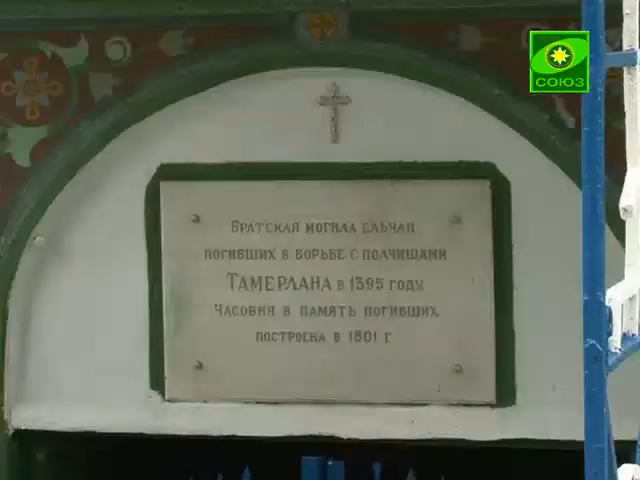 СОЮЗ
БРАТСКАЯ МОГИЛА ЕЛЬЧАН
ПОГИБШИХ В БОРЬБЕ С ПОЛЧИЩАМИ
ТАМЕРЛАНА В 1395 ГОДУ
ЧАСОВНЯ В ПАМЯТЬ ПОГИБШИХ
ПОСТРОЕНА В 1801 Г